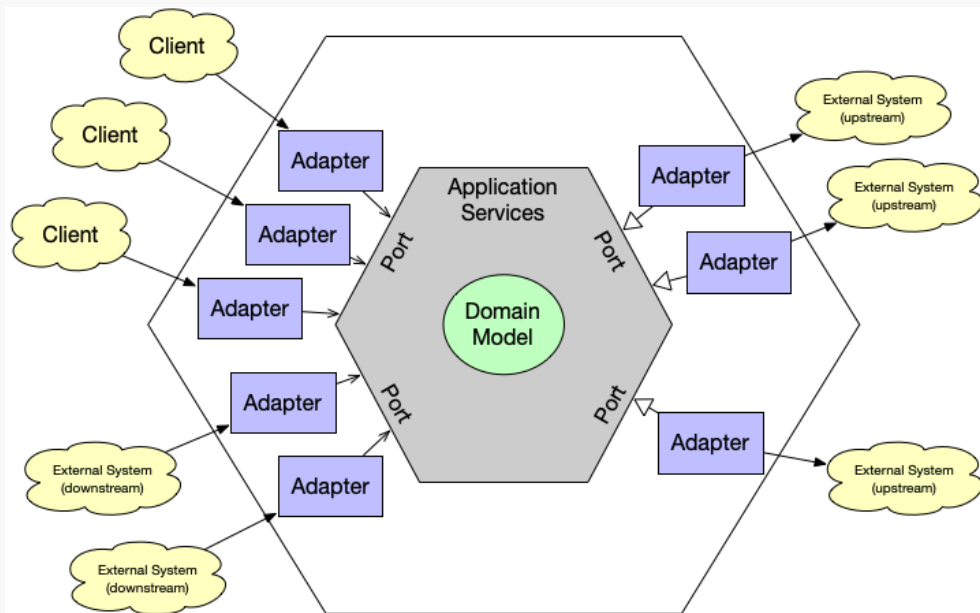 Client
Client
Client
Adapter
Adapter
Adapter
Adapter
Adapter
External System
(downstream)
External System
(downstream)
Application
Services
Port
Port
Domain
Model
Port
Port
Adapter
Adapter
Adapter
External System
(upstream)
External System
(upstream)
External System
(upstream)